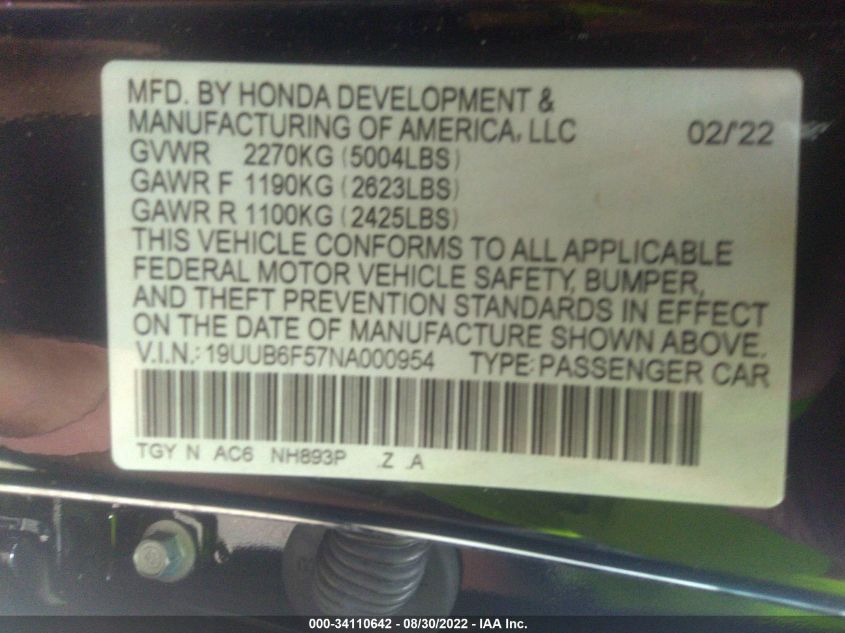 MFD. BY HONDA DEVELOPMENT &
MANUFACTURING OF AMERICA, LLC 02/'22
GVWR 2270KG (5004LBS)
GAWR F 1190KG (2623LBS)
GAWR R 1100KG (2425LBS)
THIS VEHICLE CONFORMS TO ALL APPLICABLE
FEDERAL MOTOR VEHICLE SAFETY, BUMPER,
AND THEFT PREVENTION STANDARDS IN EFFECT
ON THE DATE OF MANUFACTURE SHOWN ABOVE.
V.I.N.: 19UUB6F57NA000954 TYPE: PASSENGER CAR
TGY N AC6 NH893P .Z .A
000-34110642 - 08/30/2022 - IAA Inc.